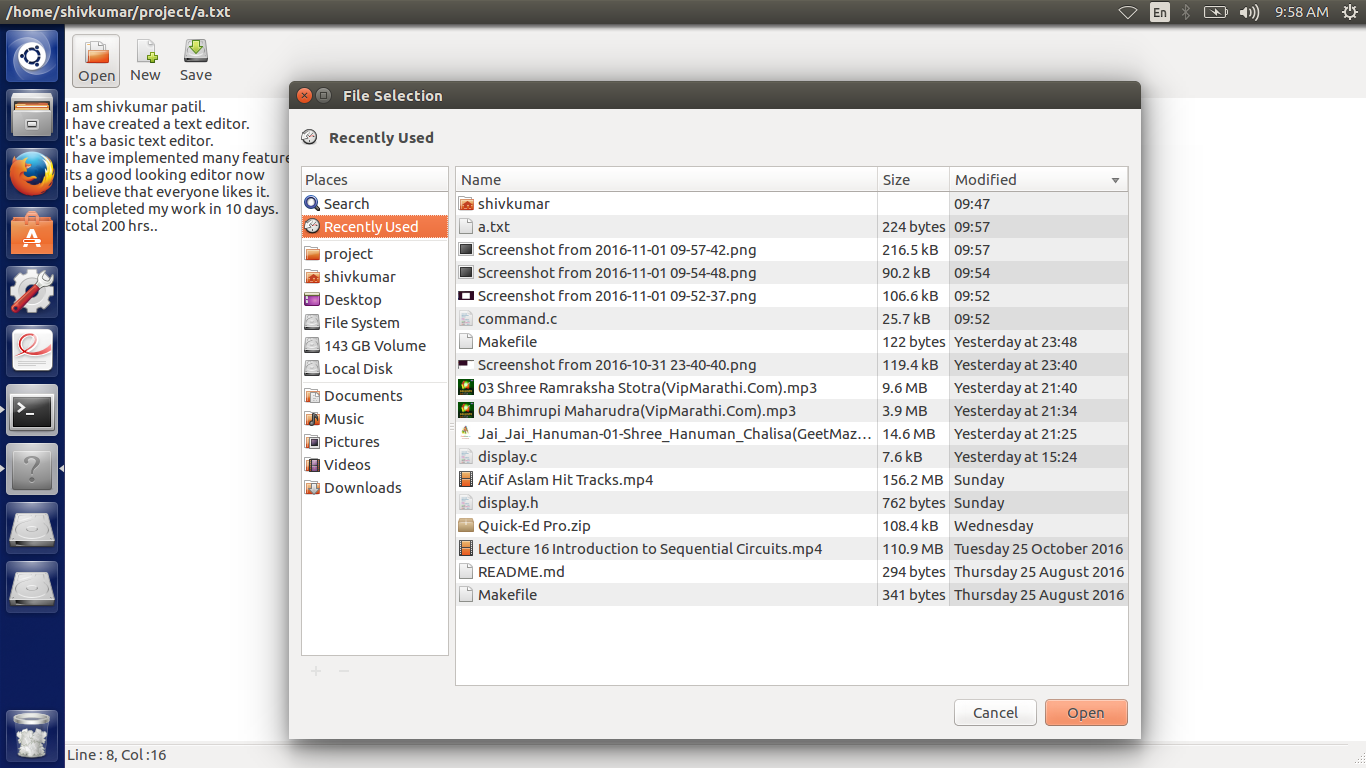 /home/shivkumar/project/a.txt
En
9:58 AM
Open
New
Save
I am shivkumar patil.
I have created a text editor.
It's a basic text editor.
I have implemented many feature
its a good looking editor now
I believe that everyone likes it.
I completed my work in 10 days.
total 200 hrs..
File Selection
Recently Used
Places
Search
Recently Used
project
shivkumar
Desktop
File System
143 GB Volume
Local Disk
Documents
Music
Pictures
Videos
Downloads
Name Size Modified
shivkumar 09:47
a.txt 224 bytes 09:57
Screenshot from 2016-11-01 09-57-42.png 216.5 kB 09:57
Screenshot from 2016-11-01 09-54-48.png 90.2 kB 09:54
Screenshot from 2016-11-01 09-52-37.png 106.6 kB 09:52
command.c 25.7 kB 09:52
Makefile 122 bytes Yesterday at 23:48
Screenshot from 2016-10-31 23-40-40.png 119.4 kB Yesterday at 23:40
03 Shree Ramraksha Stotra(VipMarathi.Com).mp3 9.6 MB Yesterday at 21:40
04 Bhimrupi Maharudra(VipMarathi.Com).mp3 3.9 MB Yesterday at 21:34
Jai_Jai_Hanuman-01-Shree_Hanuman_Chalisa(GeetMaz... 14.6 MB Yesterday at 21:25
display.c 7.6 kB Yesterday at 15:24
Atif Aslam Hit Tracks.mp4 156.2 MB Sunday
display.h 762 bytes Sunday
Quick-Ed Pro.zip 108.4 kB Wednesday
Lecture 16 Introduction to Sequential Circuits.mp4 110.9 MB Tuesday 25 October 2016
README.md 294 bytes Thursday 25 August 2016
Makefile 341 bytes Thursday 25 August 2016
Cancel
Open
Line : 8, Col :16